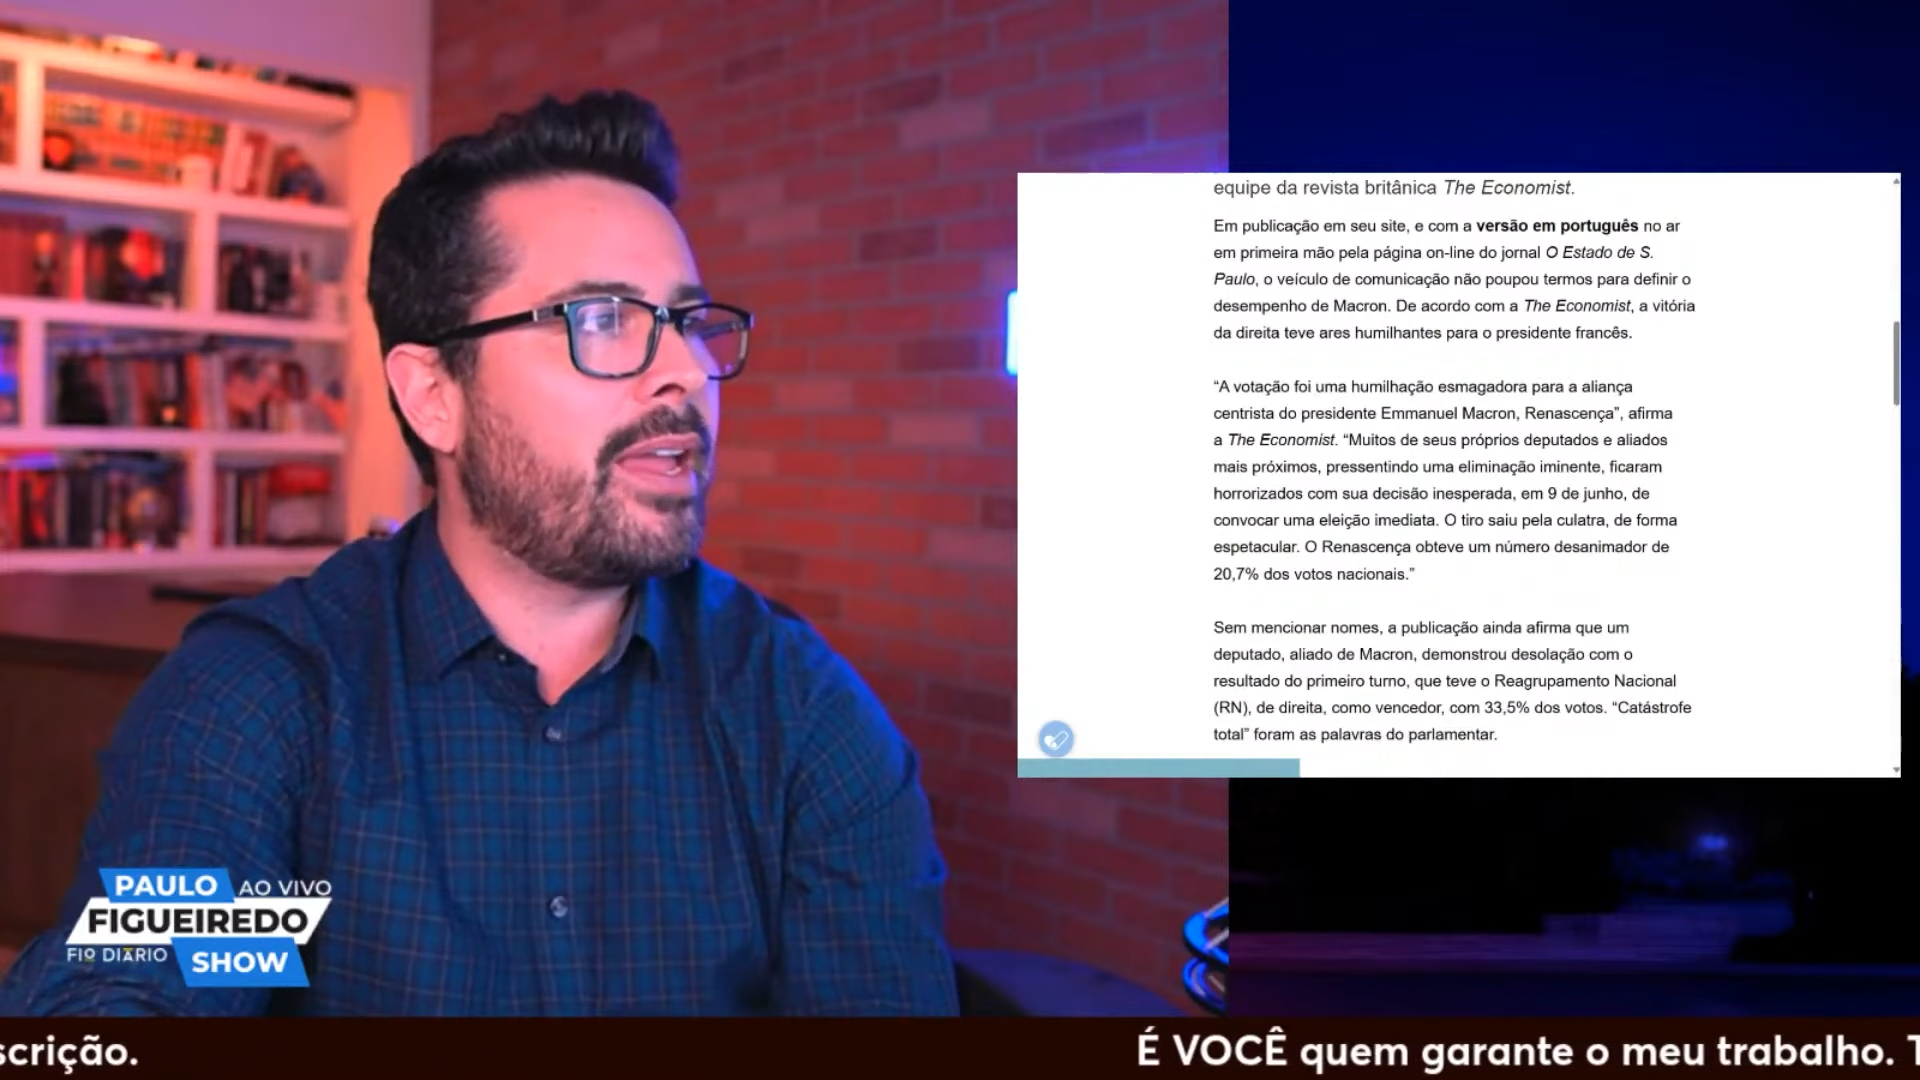 equipe da revista britânica The Economist.
Em publicação em seu site, e com a versão em português no ar
em primeira mão pela página on-line do jornal O Estado de S.
Paulo, o veículo de comunicação não poupou termos para definir o
desempenho de Macron. De acordo com a The Economist, a vitória
da direita teve ares humilhantes para o presidente francês.
“A votação foi uma humilhação esmagadora para a aliança
centrista do presidente Emmanuel Macron, Renascença”, afirma
a The Economist. “Muitos de seus próprios deputados e aliados
mais próximos, pressentindo uma eliminação iminente, ficaram
horrorizados com sua decisão inesperada, em 9 de junho, de
convocar uma eleição imediata. O tiro saiu pela culatra, de forma
espetacular. O Renascença obteve um número desanimador de
20,7% dos votos nacionais.”
Sem mencionar nomes, a publicação ainda afirma que um
deputado, aliado de Macron, demonstrou desolação com o
resultado do primeiro turno, que teve o Reagrupamento Nacional
(RN), de direita, como vencedor, com 33,5% dos votos. “Catástrofe
total” foram as palavras do parlamentar.
PAULO AO VIVO
FIGUEIREDO
FIO DIÁRIO SHOW
scrição. É VOCÊ quem garante o meu trabalho. T